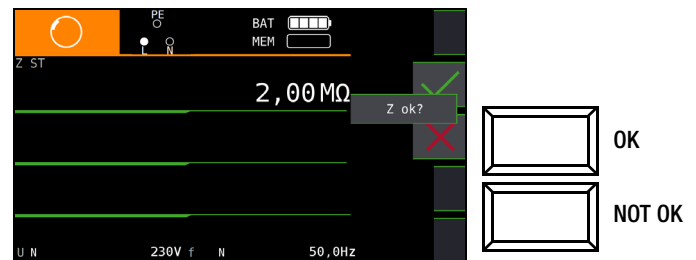 PE
BAT
L N
MEM
Z ST
2,00 MΩ
Z ok?
OK
NOT OK
U N 230V f N 50,0Hz